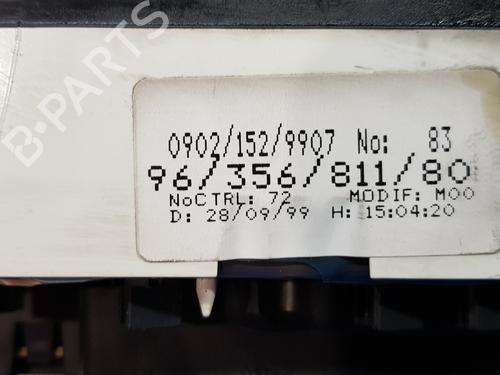 B-PARTS
0902/152/9907 No: 83
96/356/811/80
NoCTRL: 72 MODIF: M00
D: 28/09/99 H: 15:04:20